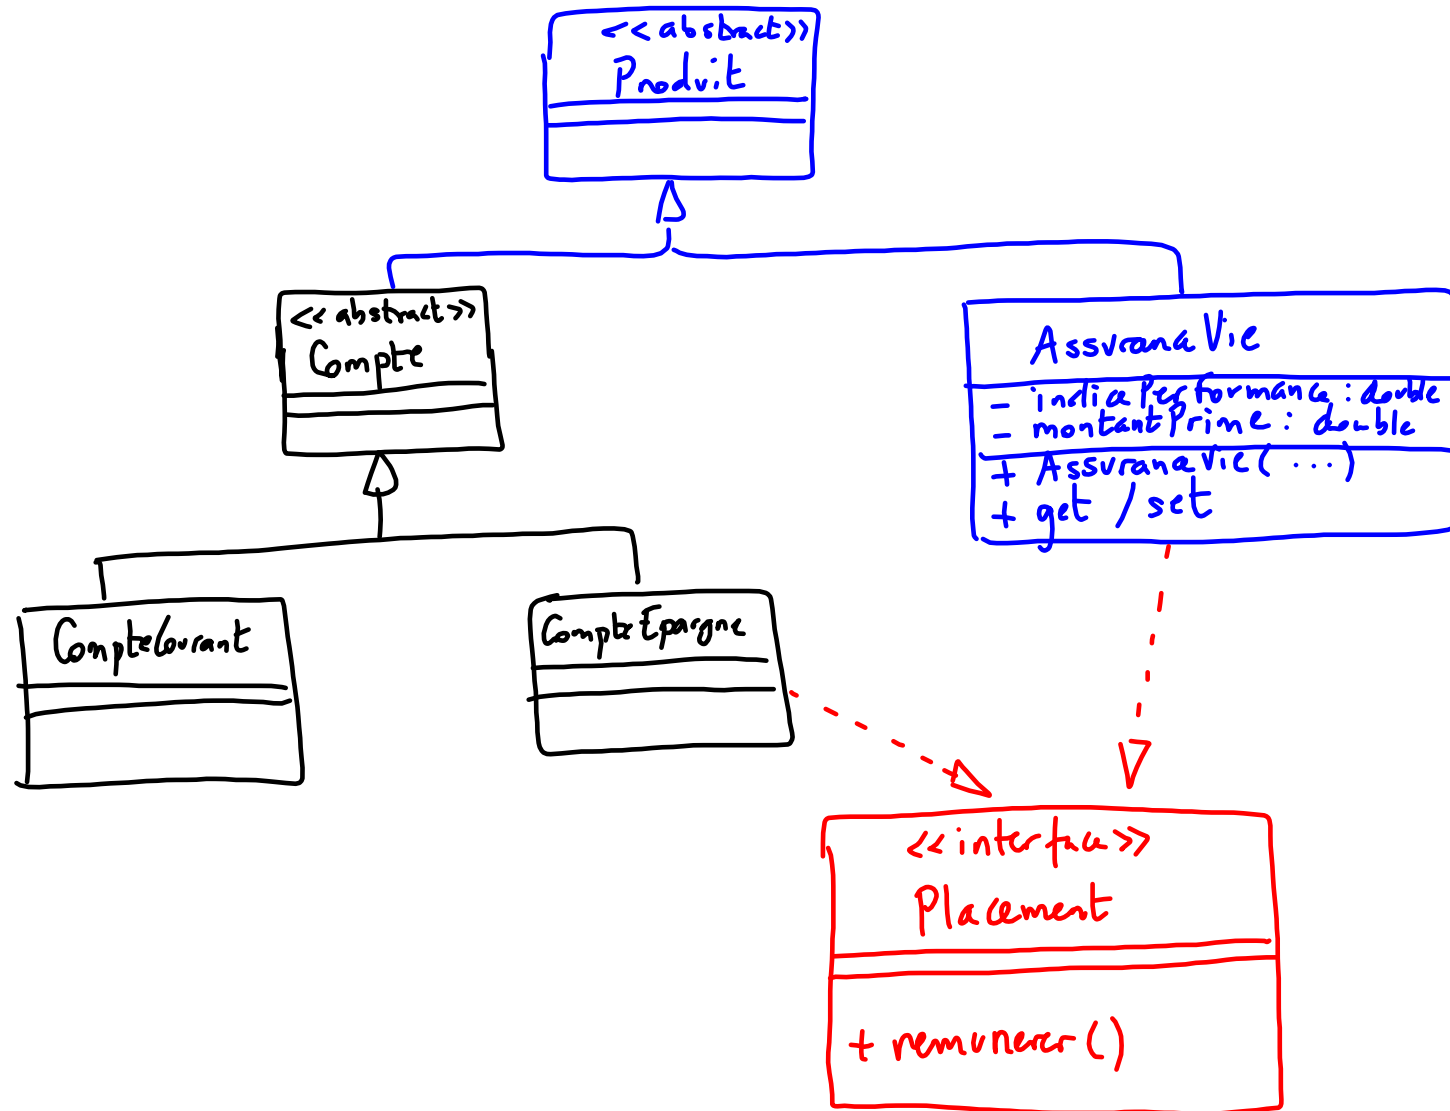 <<abstract>>
Produit
<<abstract>>
Compte
AssuranceVie
- indicePerformance : double
- montantPrime : double
+ AssuranceVie( ... )
+ get / set
CompteCourant
CompteEpargne
<<interface>>
Placement
+ remunerer()